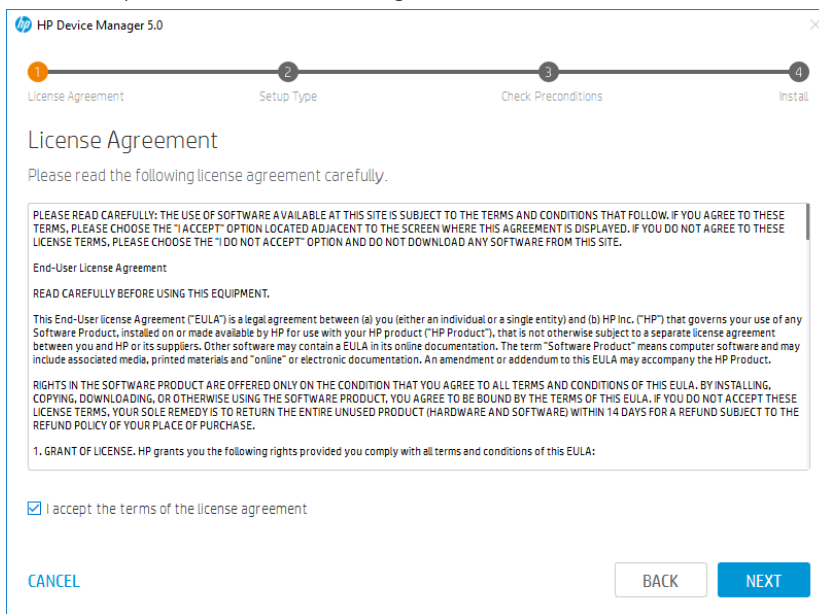 HP Device Manager 5.0
1
2
3
4
License Agreement
Setup Type
Check Preconditions
Install
License Agreement
Please read the following license agreement carefully.
PLEASE READ CAREFULLY: THE USE OF SOFTWARE AVAILABLE AT THIS SITE IS SUBJECT TO THE TERMS AND CONDITIONS THAT FOLLOW. IF YOU AGREE TO THESE
TERMS, PLEASE CHOOSE THE "I ACCEPT" OPTION LOCATED ADJACENT TO THE SCREEN WHERE THIS AGREEMENT IS DISPLAYED. IF YOU DO NOT AGREE TO THESE
LICENSE TERMS, PLEASE CHOOSE THE "I DO NOT ACCEPT" OPTION AND DO NOT DOWNLOAD ANY SOFTWARE FROM THIS SITE.
End-User License Agreement
READ CAREFULLY BEFORE USING THIS EQUIPMENT.
This End-User license Agreement ("EULA") is a legal agreement between (a) you (either an individual or a single entity) and (b) HP Inc. ("HP") that governs your use of any
Software Product, installed on or made available by HP for use with your HP product ("HP Product"), that is not otherwise subject to a separate license agreement
between you and HP or its suppliers. Other software may contain a EULA in its online documentation. The term "Software Product" means computer software and may
include associated media, printed materials and "online" or electronic documentation. An amendment or addendum to this EULA may accompany the HP Product.
RIGHTS IN THE SOFTWARE PRODUCT ARE OFFERED ONLY ON THE CONDITION THAT YOU AGREE TO ALL TERMS AND CONDITIONS OF THIS EULA. BY INSTALLING,
COPYING, DOWNLOADING, OR OTHERWISE USING THE SOFTWARE PRODUCT, YOU AGREE TO BE BOUND BY THE TERMS OF THIS EULA. IF YOU DO NOT ACCEPT THESE
LICENSE TERMS, YOUR SOLE REMEDY IS TO RETURN THE ENTIRE UNUSED PRODUCT (HARDWARE AND SOFTWARE) WITHIN 14 DAYS FOR A REFUND SUBJECT TO THE
REFUND POLICY OF YOUR PLACE OF PURCHASE.
1. GRANT OF LICENSE. HP grants you the following rights provided you comply with all terms and conditions of this EULA:
I accept the terms of the license agreement
CANCEL
BACK
NEXT